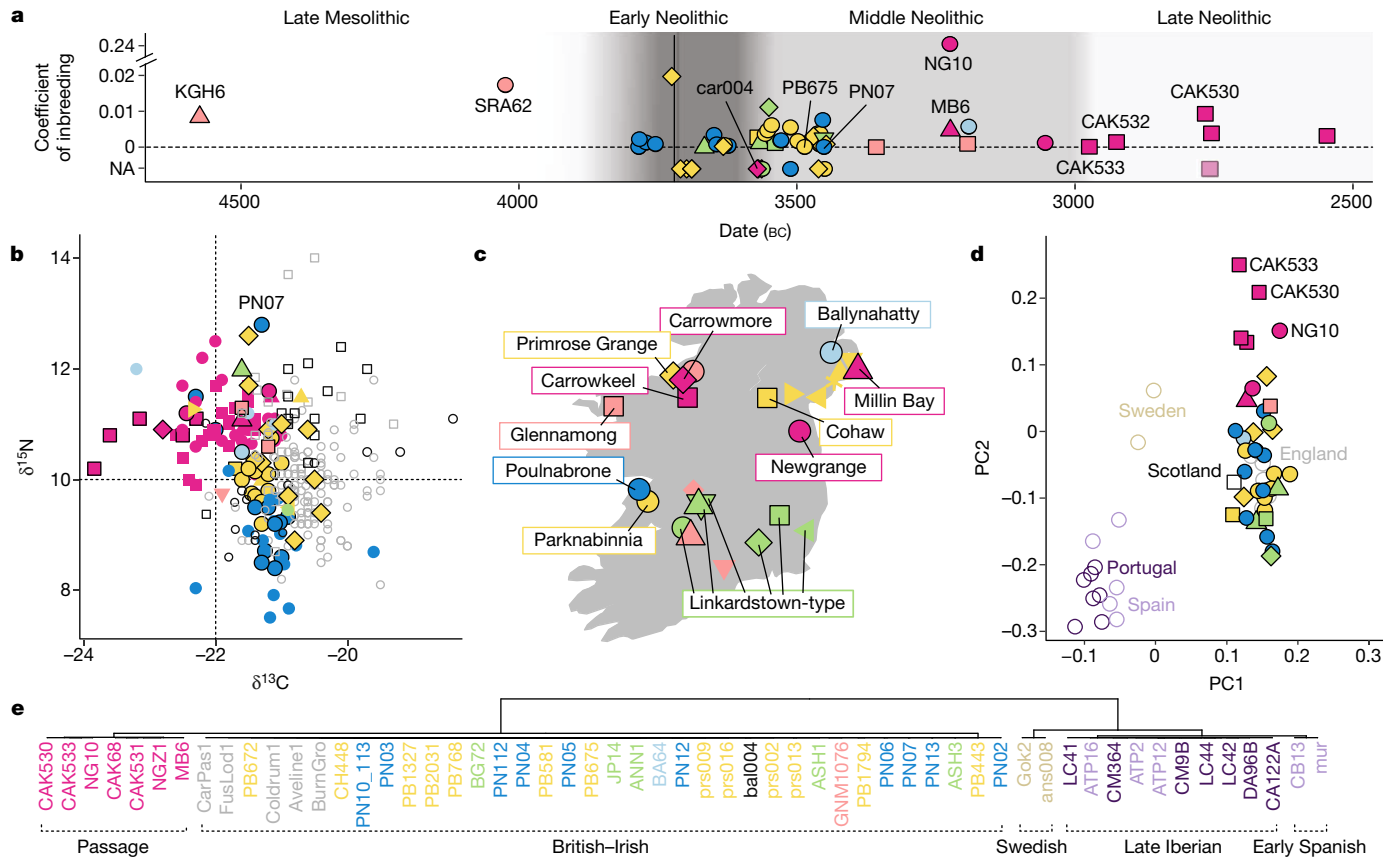 a
Late Mesolithic
Early Neolithic
Middle Neolithic
Late Neolithic
Coefficient
of inbreeding
0.24
0.02
0.01
0
NA
KGH6
SRA62
car004
PB675
PN07
NG10
MB6
CAK532
CAK530
CAK533
4500
4000
3500
3000
2500
Date (BC)
b
δ15N
14
12
10
8
PN07
−24
−22
−20
δ13C
c
Carrowmore
Ballynahatty
Primrose Grange
Carrowkeel
Millin Bay
Glennamong
Cohaw
Newgrange
Poulnabrone
Parknabinnia
Linkardstown-type
d
PC2
0.2
0.1
0
−0.1
−0.2
−0.3
CAK533
CAK530
NG10
Sweden
England
Scotland
Portugal
Spain
−0.1
0
0.1
0.2
0.3
PC1
e
CAK530
CAK533
NG10
CAK68
CAK531
NGZ1
MB6
CarPas1
FusLod1
PB672
Coldrum1
Aveline1
BurnGro
CH448
PN10_113
PN03
PB1327
PB2031
PB768
BG72
PN112
PN04
PB581
PN05
PB675
JP14
ANN1
BA64
PN12
prs009
prs016
bal004
prs002
prs013
ASH1
GNM1076
PB1794
PN06
PN07
PN13
ASH3
PB443
PN02
Gok2
ans008
LC41
ATP16
CM364
ATP2
ATP12
CM9B
LC44
LC42
DA96B
CA122A
CB13
mur
Passage
British–Irish
Swedish
Late Iberian
Early Spanish